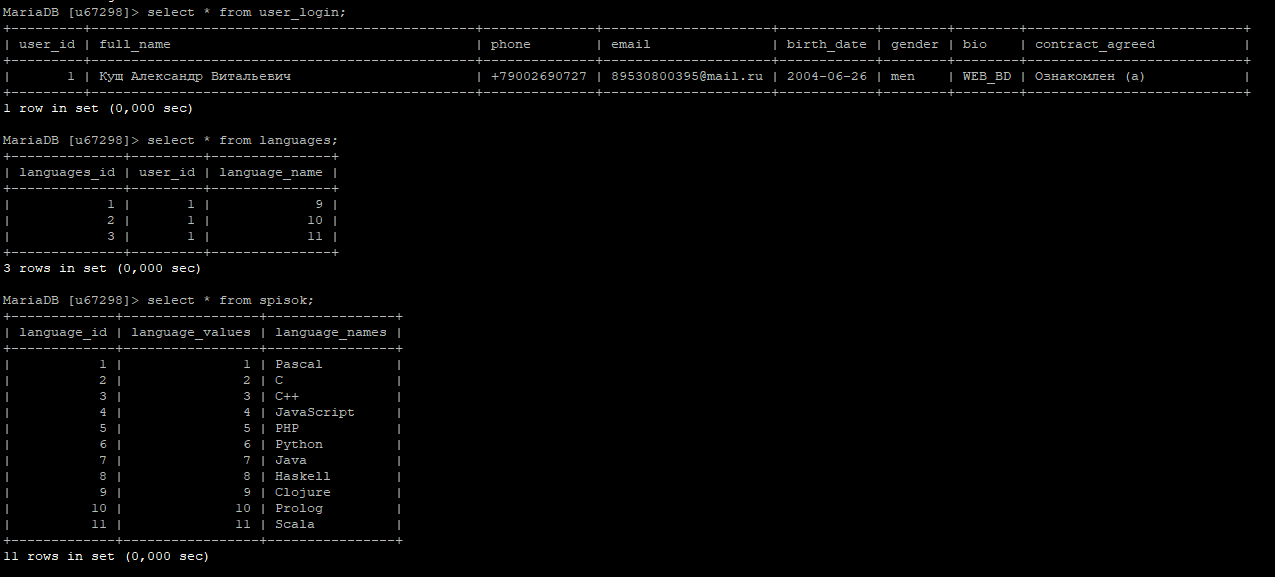 MariaDB [u67298]> select * from user_login;
+---------+------------------------------------------------+--------------+----------------------+------------+--------+--------+---------------------------+
| user_id | full_name | phone | email | birth_date | gender | bio | contract_agreed |
+---------+------------------------------------------------+--------------+----------------------+------------+--------+--------+---------------------------+
| 1 | Кущ Александр Витальевич | +79002690727 | 89530800395@mail.ru | 2004-06-26 | men | WEB_BD | Ознакомлен (а) |
+---------+------------------------------------------------+--------------+----------------------+------------+--------+--------+---------------------------+
1 row in set (0,000 sec)
MariaDB [u67298]> select * from languages;
+--------------+---------+---------------+
| languages_id | user_id | language_name |
+--------------+---------+---------------+
| 1 | 1 | 9 |
| 2 | 1 | 10 |
| 3 | 1 | 11 |
+--------------+---------+---------------+
3 rows in set (0,000 sec)
MariaDB [u67298]> select * from spisok;
+-------------+-----------------+----------------+
| language_id | language_values | language_names |
+-------------+-----------------+----------------+
| 1 | 1 | Pascal |
| 2 | 2 | C |
| 3 | 3 | C++ |
| 4 | 4 | JavaScript |
| 5 | 5 | PHP |
| 6 | 6 | Python |
| 7 | 7 | Java |
| 8 | 8 | Haskell |
| 9 | 9 | Clojure |
| 10 | 10 | Prolog |
| 11 | 11 | Scala |
+-------------+-----------------+----------------+
11 rows in set (0,000 sec)